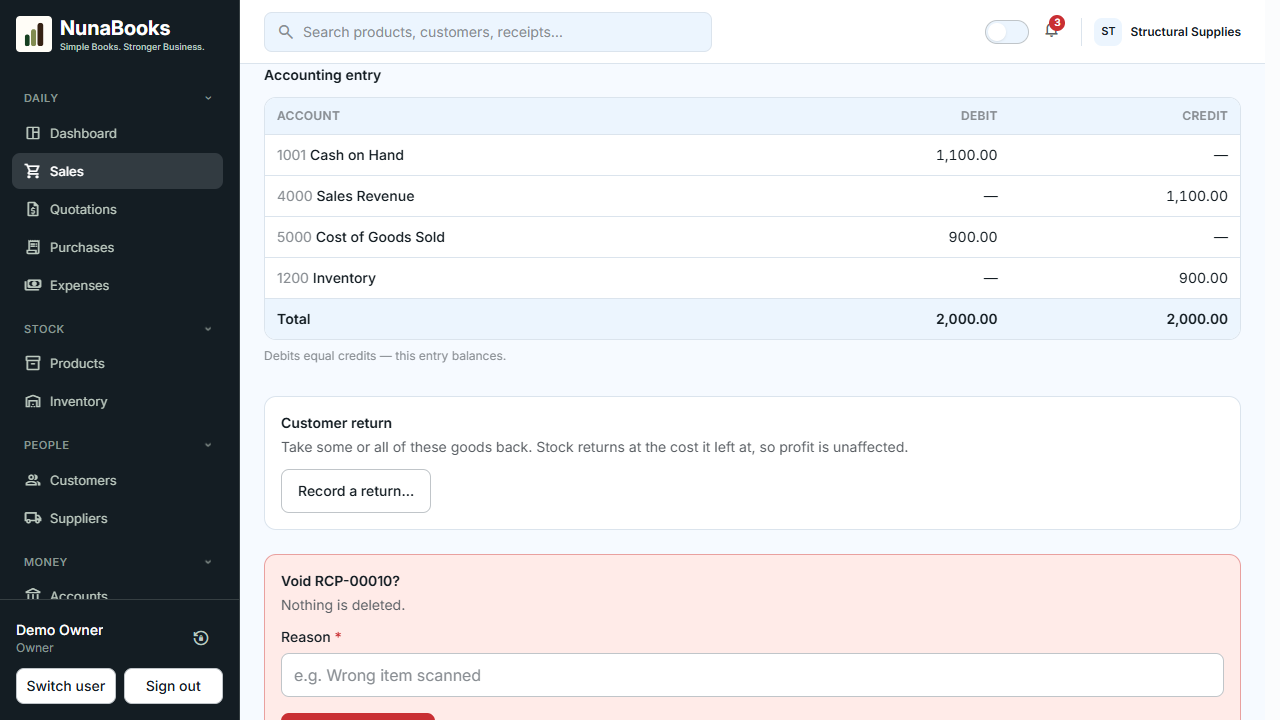 NunaBooks
Simple Books. Stronger Business.
DAILY
Dashboard
Sales
Quotations
Purchases
Expenses
STOCK
Products
Inventory
PEOPLE
Customers
Suppliers
MONEY
Accounts
Demo Owner
Owner
Switch user
Sign out
Search products, customers, receipts...
3
ST
Structural Supplies
Accounting entry
ACCOUNT DEBIT CREDIT
1001 Cash on Hand 1,100.00 —
4000 Sales Revenue — 1,100.00
5000 Cost of Goods Sold 900.00 —
1200 Inventory — 900.00
Total 2,000.00 2,000.00
Debits equal credits — this entry balances.
Customer return
Take some or all of these goods back. Stock returns at the cost it left at, so profit is unaffected.
Record a return...
Void RCP-00010?
Nothing is deleted.
Reason *
e.g. Wrong item scanned